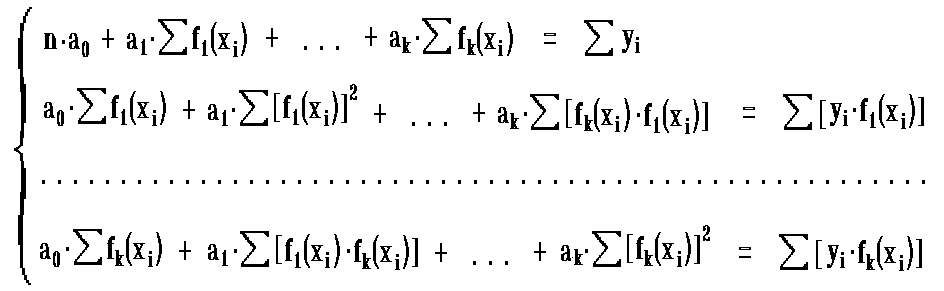 n·a₀ + a₁·∑f₁(xᵢ) + ... + aₖ·∑fₖ(xᵢ) = ∑ yᵢ
a₀·∑f₁(xᵢ) + a₁·∑[f₁(xᵢ)]² + ... + aₖ·∑[fₖ(xᵢ)·f₁(xᵢ)] = ∑[yᵢ·f₁(xᵢ)]
. . . . . . . . . . . . . . . . . . . . . . . . . . . . . . . . . . . . . . . . . . . . . . . . . . . . . . . . .
a₀·∑fₖ(xᵢ) + a₁·∑[f₁(xᵢ)·fₖ(xᵢ)] + ... + aₖ·∑[fₖ(xᵢ)]² = ∑[yᵢ·fₖ(xᵢ)]